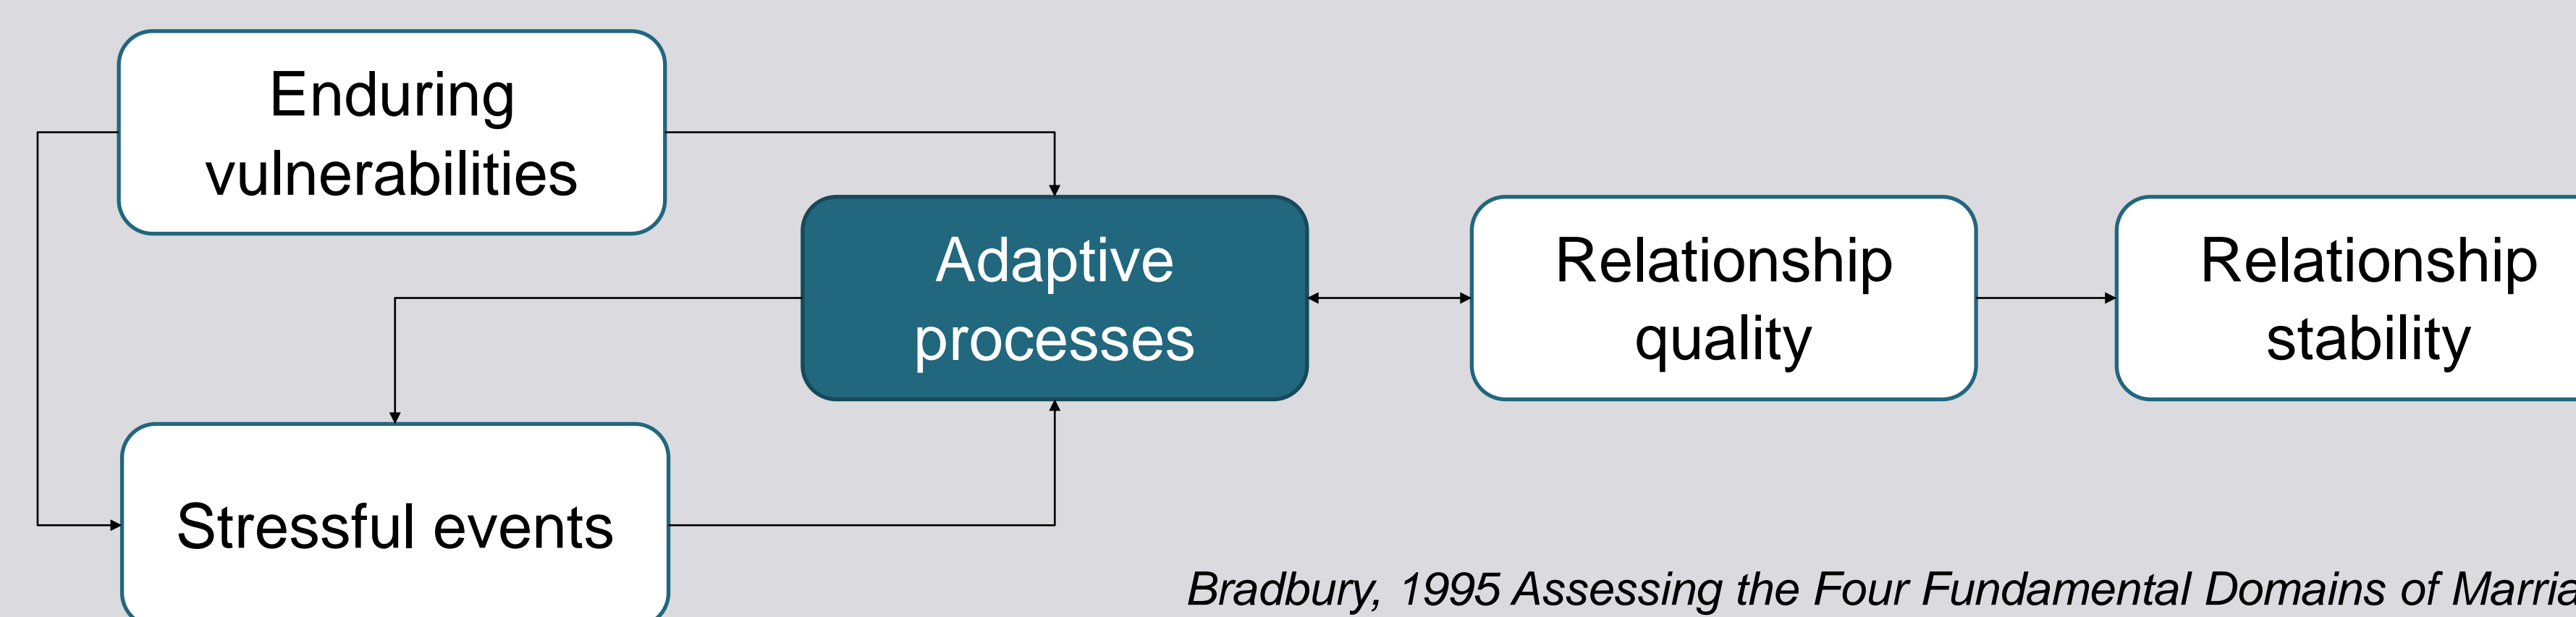 Enduring
vulnerabilities
Adaptive
processes
Relationship
quality
Relationship
stability
Stressful events
Bradbury, 1995 Assessing the Four Fundamental Domains of